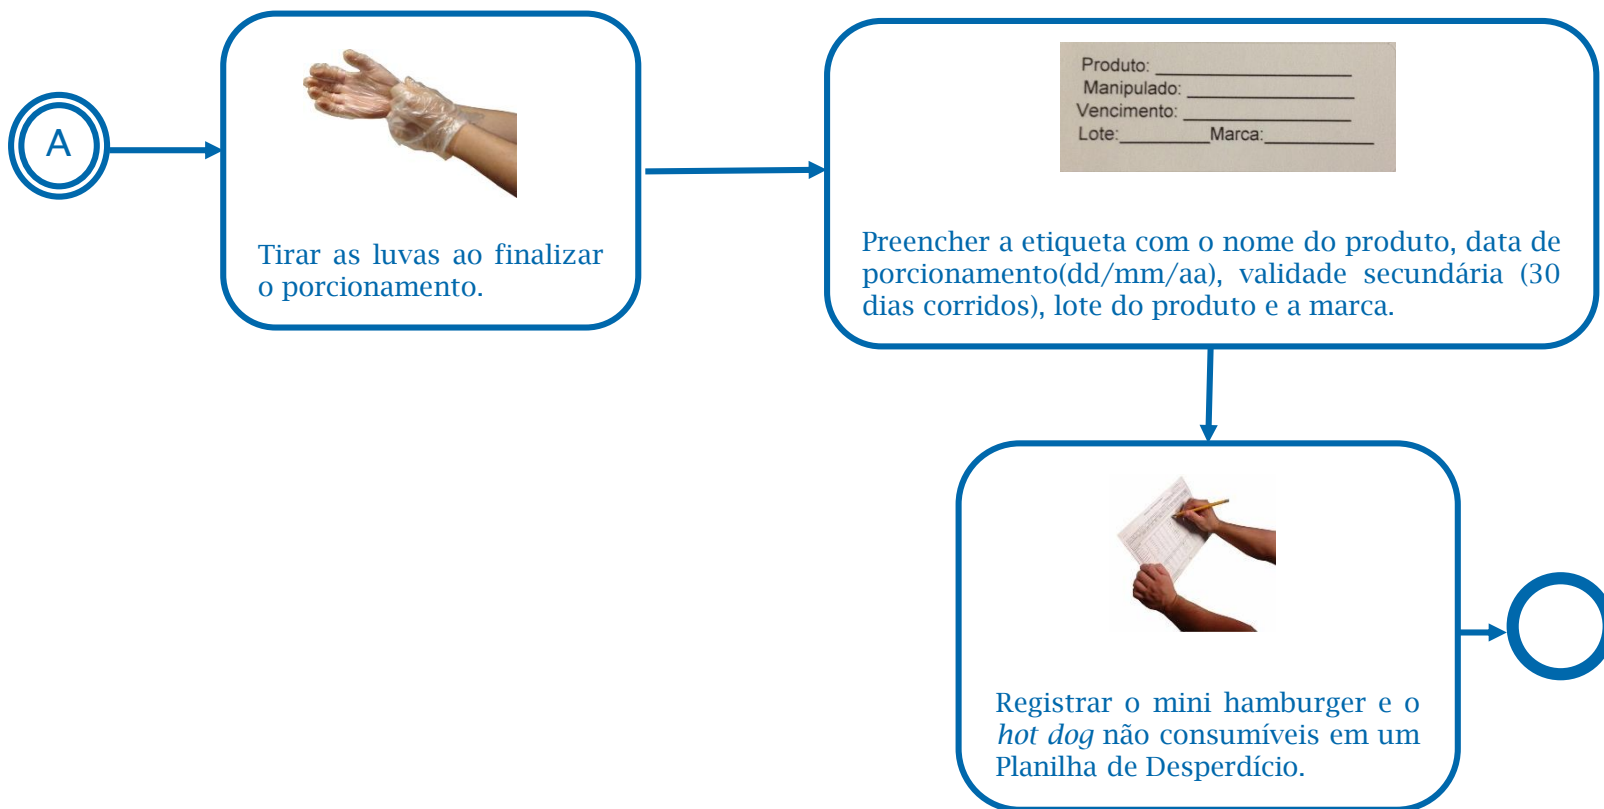 A
Tirar as luvas ao finalizar
o porcionamento.
Produto:
Manipulado:
Vencimento:
Lote: Marca:
Preencher a etiqueta com o nome do produto, data de
porcionamento(dd/mm/aa), validade secundária (30
dias corridos), lote do produto e a marca.
Registrar o mini hamburger e o
hot dog não consumíveis em um
Planilha de Desperdício.